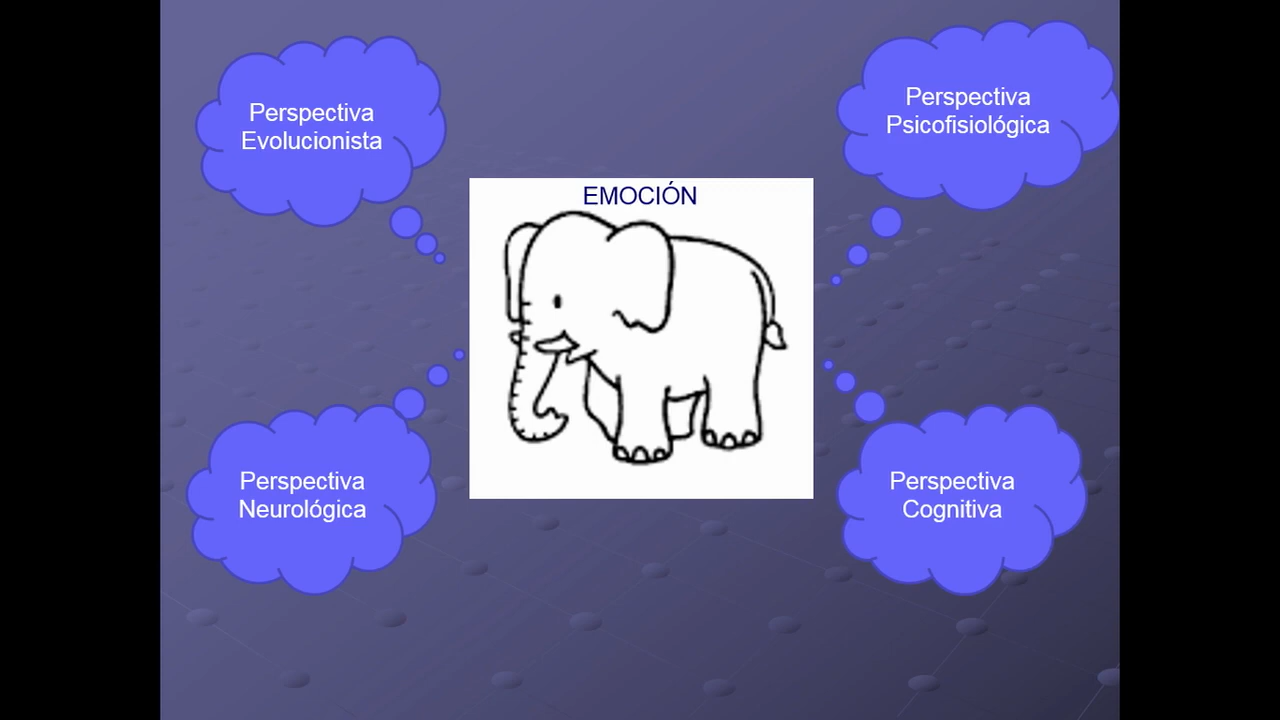 Perspectiva
Evolucionista
Perspectiva
Psicofisiológica
EMOCIÓN
Perspectiva
Neurológica
Perspectiva
Cognitiva